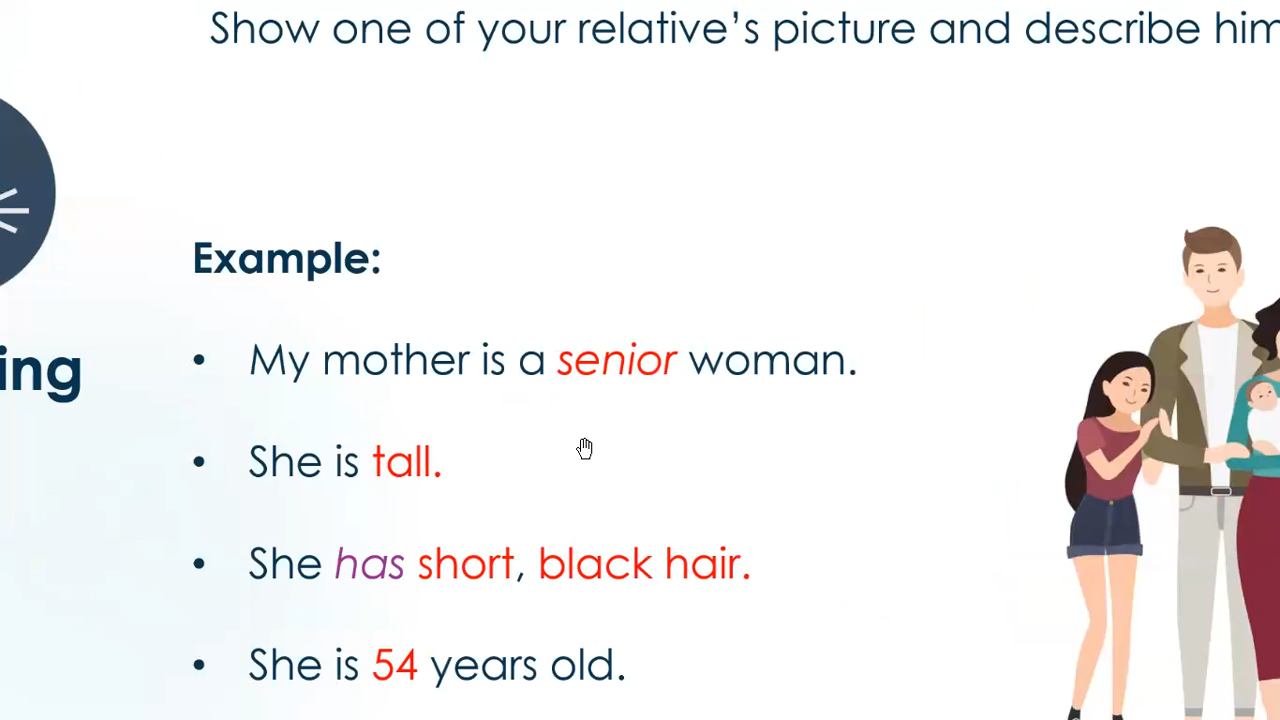 Show one of your relative's picture and describe him
Example:
ing
• My mother is a senior woman.
• She is tall.
• She has short, black hair.
• She is 54 years old.